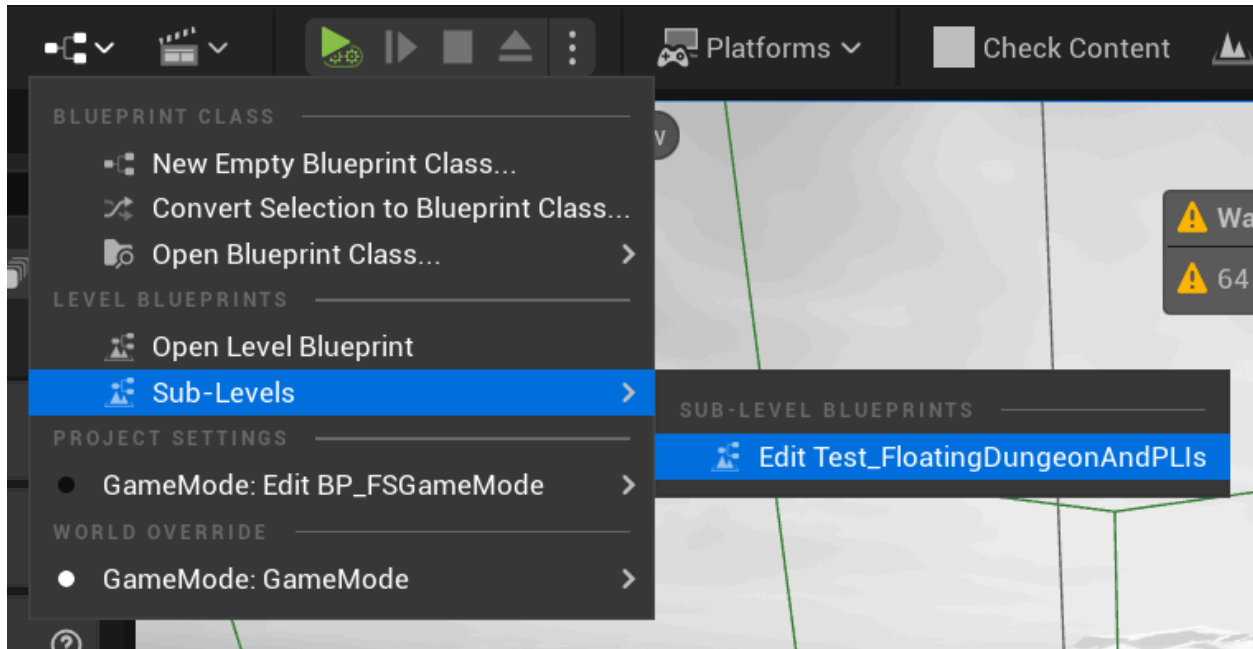 Platforms
Check Content
BLUEPRINT CLASS
New Empty Blueprint Class...
Convert Selection to Blueprint Class...
Open Blueprint Class...
LEVEL BLUEPRINTS
Open Level Blueprint
Sub-Levels
SUB-LEVEL BLUEPRINTS
Edit Test_FloatingDungeonAndPLIs
PROJECT SETTINGS
GameMode: Edit BP_FSGameMode
WORLD OVERRIDE
GameMode: GameMode
64